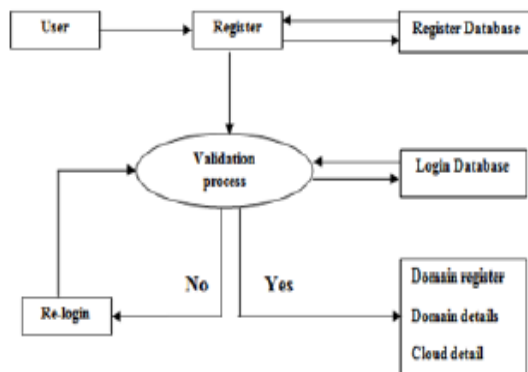 User
Register
Register Database
Validation
process
Login Database
No
Yes
Re-login
Domain register
Domain details
Cloud detail